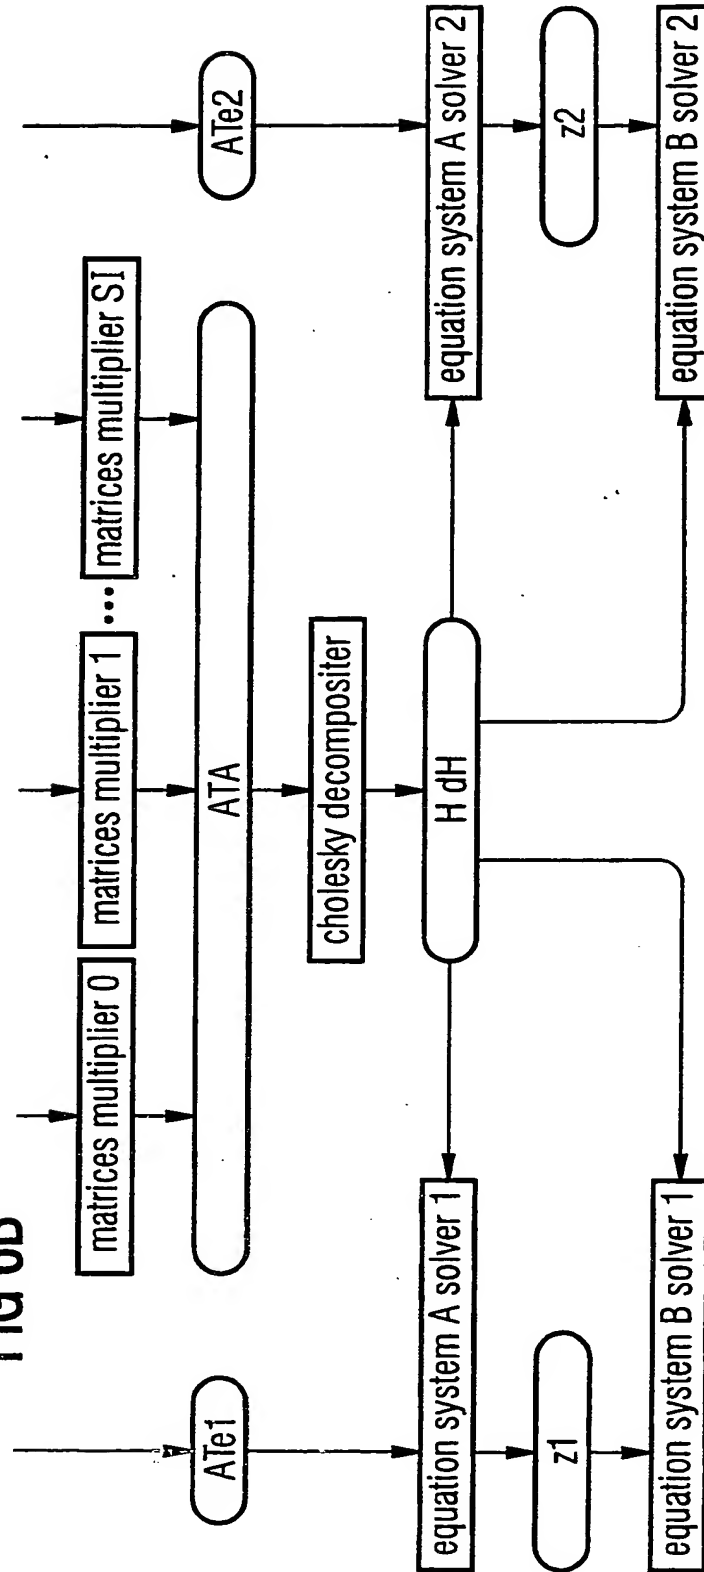 FIG 6B
matrices multiplier 0
matrices multiplier 1
...
matrices multiplier SI
ATe1
ATA
ATe2
cholesky decompositer
equation system A solver 1
H dH
equation system A solver 2
z1
z2
equation system B solver 1
equation system B solver 2